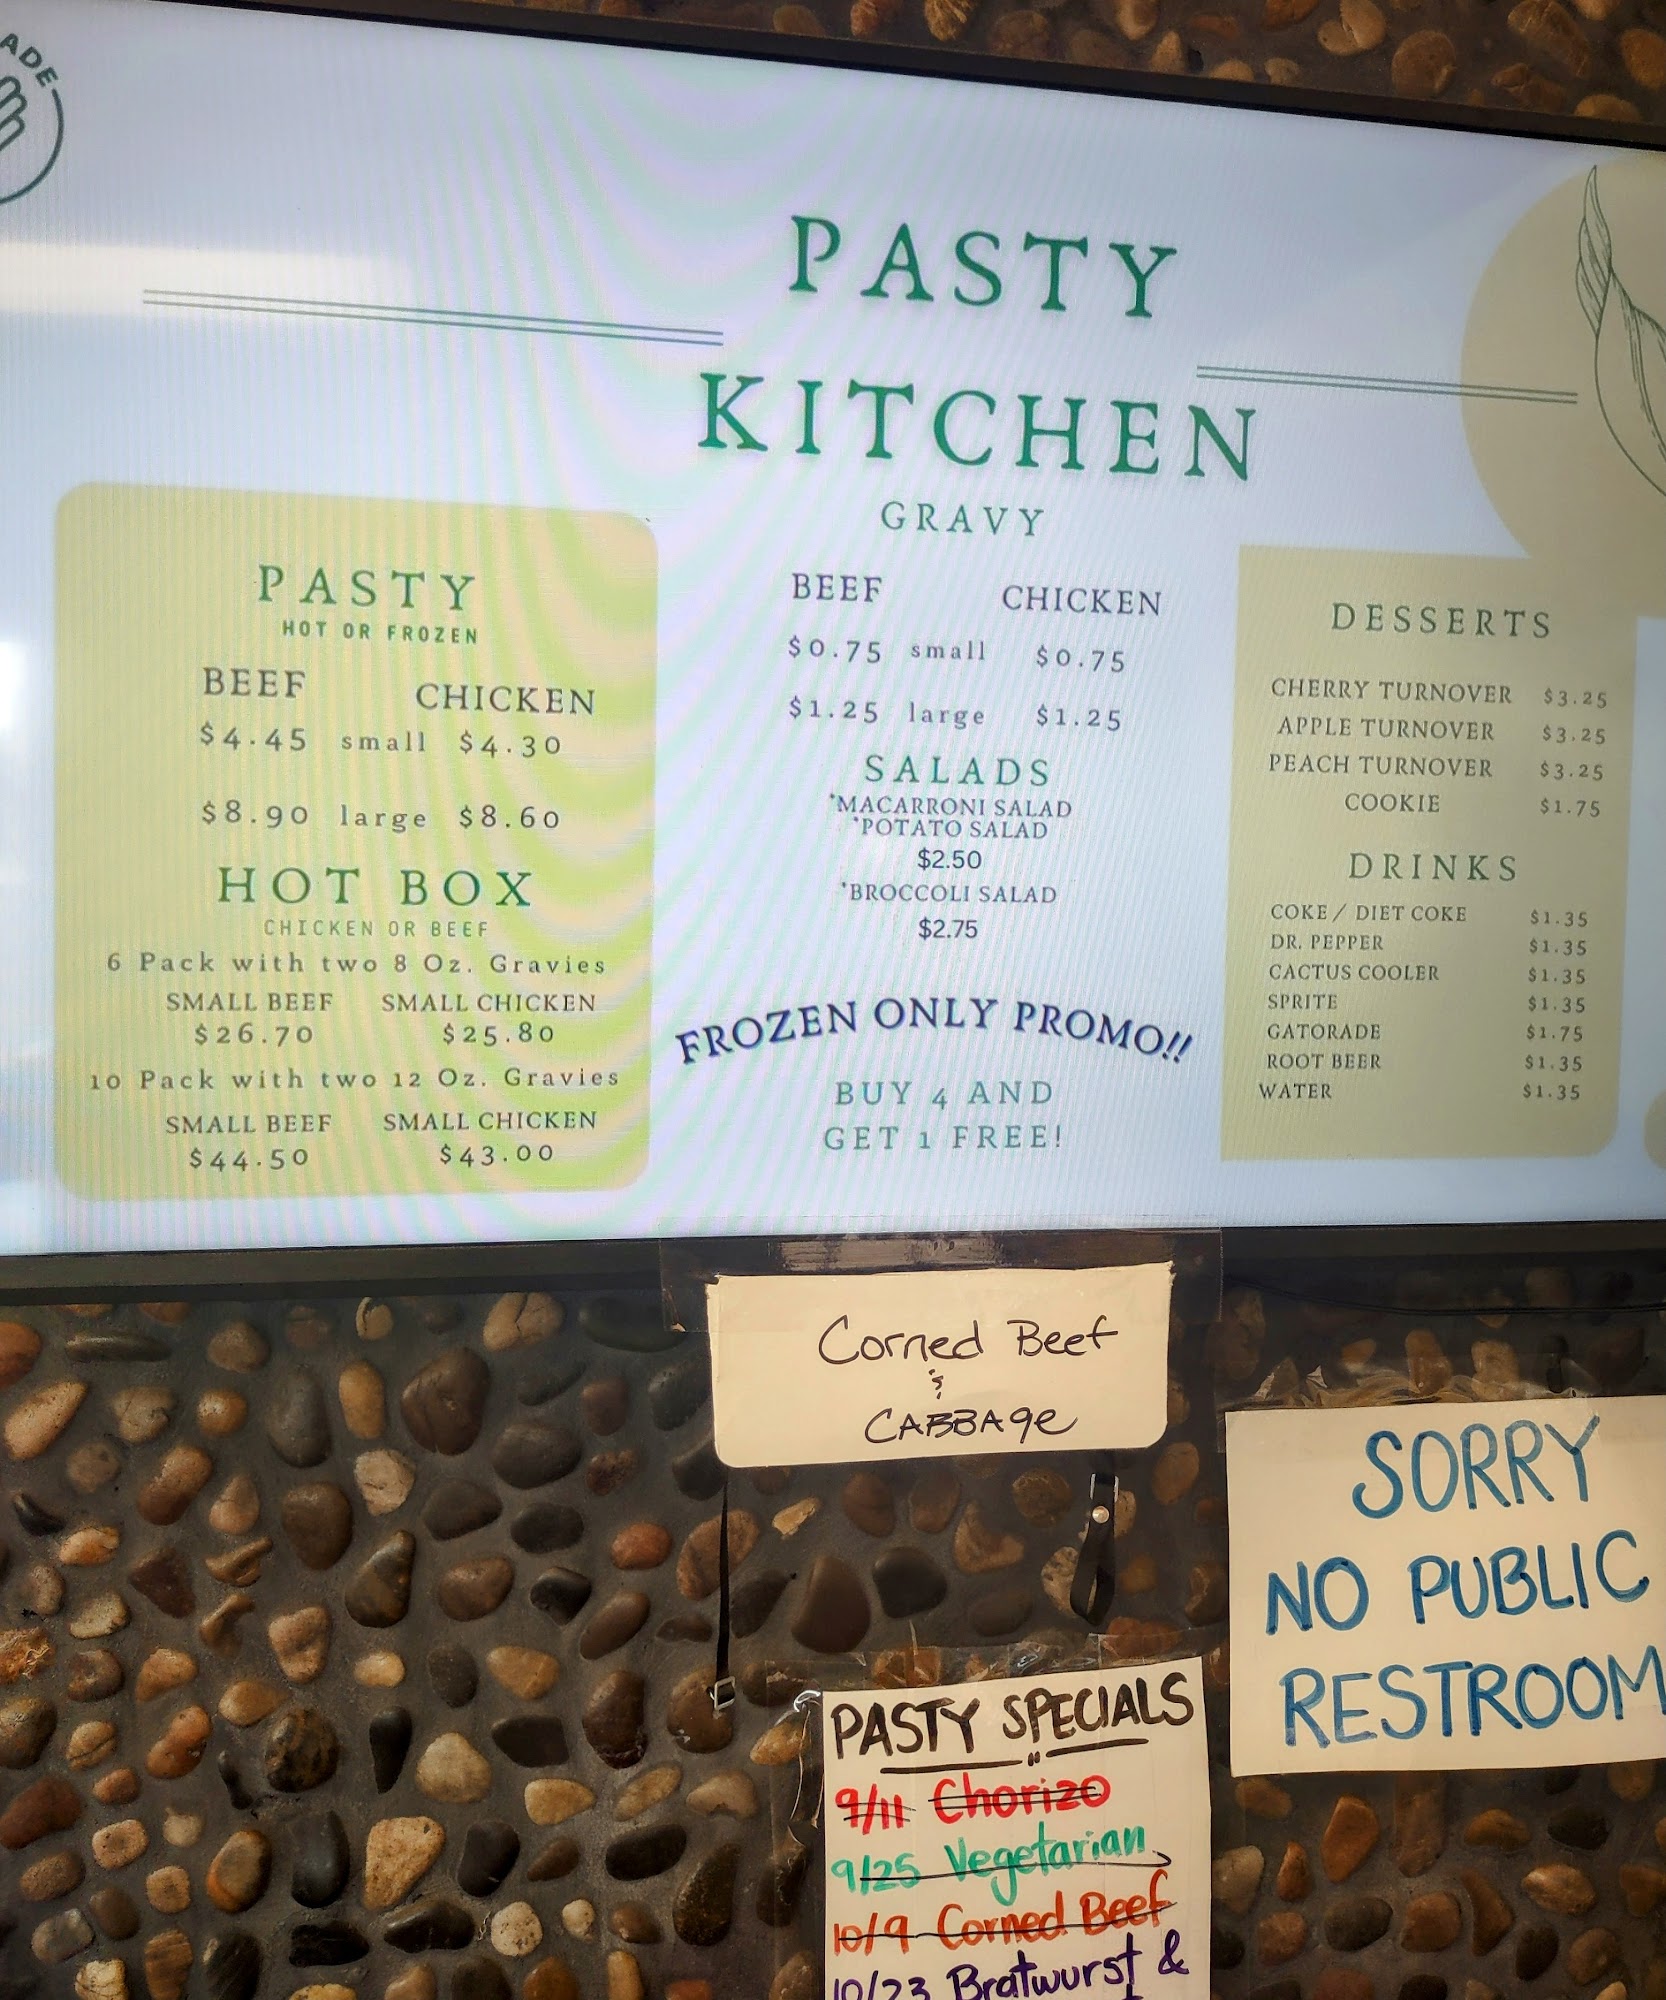 ADE
PASTY
KITCHEN
PASTY
HOT OR FROZEN
BEEF CHICKEN
$4.45 small $4.30
$8.90 large $8.60
HOT BOX
CHICKEN OR BEEF
6 Pack with two 8 Oz. Gravies
SMALL BEEF SMALL CHICKEN
$26.70 $25.80
10 Pack with two 12 Oz. Gravies
SMALL BEEF SMALL CHICKEN
$44.50 $43.00
GRAVY
BEEF CHICKEN
$0.75 small $0.75
$1.25 large $1.25
SALADS
*MACARRONI SALAD
*POTATO SALAD
$2.50
*BROCCOLI SALAD
$2.75
FROZEN ONLY PROMO!!
BUY 4 AND
GET 1 FREE!
DESSERTS
CHERRY TURNOVER $3.25
APPLE TURNOVER $3.25
PEACH TURNOVER $3.25
COOKIE $1.75
DRINKS
COKE / DIET COKE $1.35
DR. PEPPER $1.35
CACTUS COOLER $1.35
SPRITE $1.35
GATORADE $1.75
ROOT BEER $1.35
WATER $1.35
Corned Beef
&
CABBAge
SORRY
NO PUBLIC
RESTROOM
PASTY SPECIALS
9/11 Chorizo
9/25 Vegetarian
10/9 Corned Beef
10/23 Bratwurst &